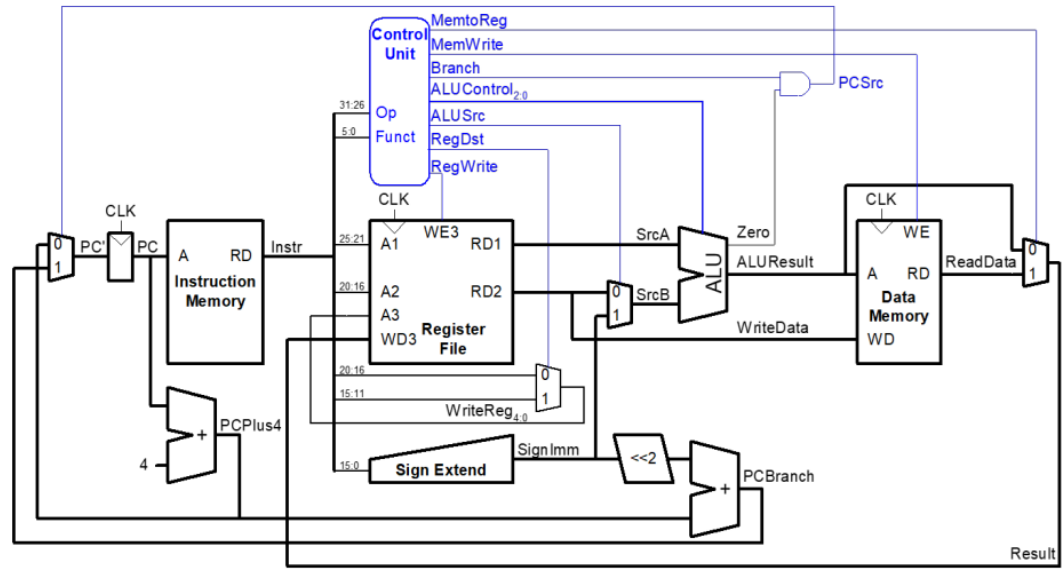 MemtoReg
Control
Unit
MemWrite
Branch
PCSrc
ALUControl2:0
31:26
Op
ALUSrc
5:0
Funct
RegDst
RegWrite
CLK
CLK
CLK
0
1
PC'
PC
A
RD
Instruction
Memory
Instr
25:21
A1
WE3
RD1
SrcA
Zero
ALU
ALUResult
WE
A
RD
ReadData
0
1
20:16
A2
RD2
0
1
SrcB
A3
Data
Memory
WD3
Register
File
WriteData
WD
20:16
0
15:11
1
WriteReg4:0
PCPlus4
+
4
15:0
Sign Extend
SignImm
<<2
+
PCBranch
Result